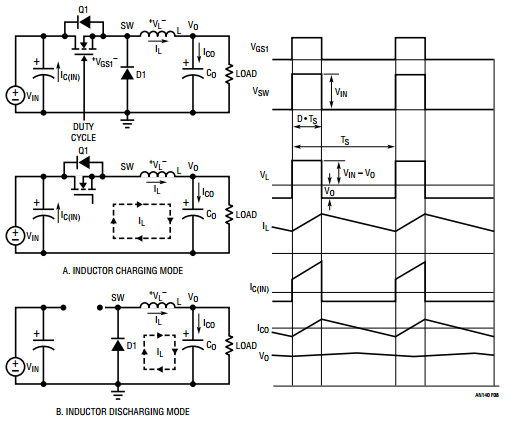 Q1
SW
+VL−
L
VO
IL
ICO
+
IC(IN)
+VGS1−
D1
+
CO
LOAD
VIN
DUTY
CYCLE
Q1
SW
+VL−
L
VO
IL
ICO
+
IC(IN)
IL
+
CO
LOAD
VIN
A. INDUCTOR CHARGING MODE
SW
+VL−
L
VO
IL
ICO
+
D1
IL
+
CO
LOAD
VIN
B. INDUCTOR DISCHARGING MODE
VGS1
VSW
VIN
D•TS
TS
VL
VIN − VO
VO
IL
IC(IN)
ICO
VO
AN140 F08